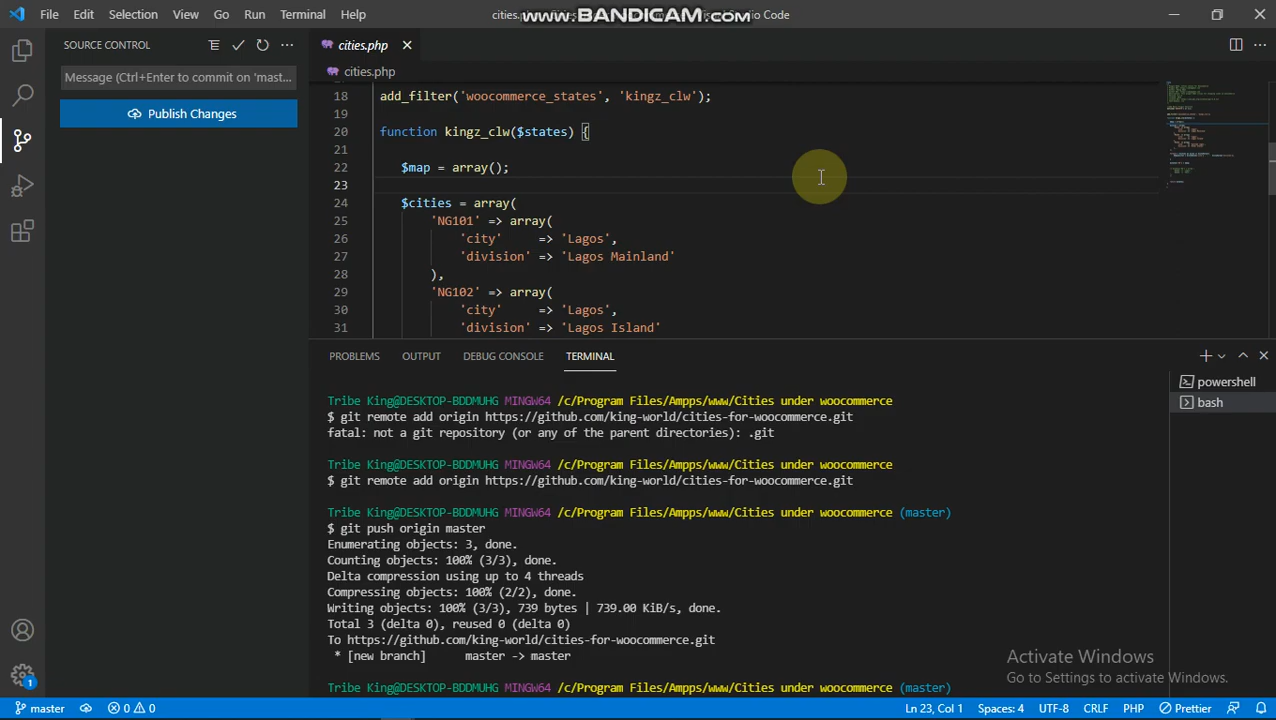 File Edit Selection View Go Run Terminal Help
cities.
Studio Code
www.BANDICAM.com
SOURCE CONTROL
cities.php
Message (Ctrl+Enter to commit on 'mast...
Publish Changes
cities.php
18 add_filter('woocommerce_states', 'kingz_clw');
19
20 function kingz_clw($states) {
21
22 $map = array();
23
24 $cities = array(
25 'NG101' => array(
26 'city' => 'Lagos',
27 'division' => 'Lagos Mainland'
28 ),
29 'NG102' => array(
30 'city' => 'Lagos',
31 'division' => 'Lagos Island'
PROBLEMS OUTPUT DEBUG CONSOLE TERMINAL
powershell
bash
Tribe King@DESKTOP-BDDMUHG MINGW64 /c/Program Files/Ampps/www/Cities under woocommerce
$ git remote add origin https://github.com/king-world/cities-for-woocommerce.git
fatal: not a git repository (or any of the parent directories): .git
Tribe King@DESKTOP-BDDMUHG MINGW64 /c/Program Files/Ampps/www/Cities under woocommerce
$ git remote add origin https://github.com/king-world/cities-for-woocommerce.git
Tribe King@DESKTOP-BDDMUHG MINGW64 /c/Program Files/Ampps/www/Cities under woocommerce (master)
$ git push origin master
Enumerating objects: 3, done.
Counting objects: 100% (3/3), done.
Delta compression using up to 4 threads
Compressing objects: 100% (2/2), done.
Writing objects: 100% (3/3), 739 bytes | 739.00 KiB/s, done.
Total 3 (delta 0), reused 0 (delta 0)
To https://github.com/king-world/cities-for-woocommerce.git
* [new branch] master -> master
Tribe King@DESKTOP-BDDMUHG MINGW64 /c/Program Files/Ampps/www/Cities under woocommerce (master)
Activate Windows
Go to Settings to activate Windows.
1
master 0 0 Ln 23, Col 1 Spaces: 4 UTF-8 CRLF PHP Prettier